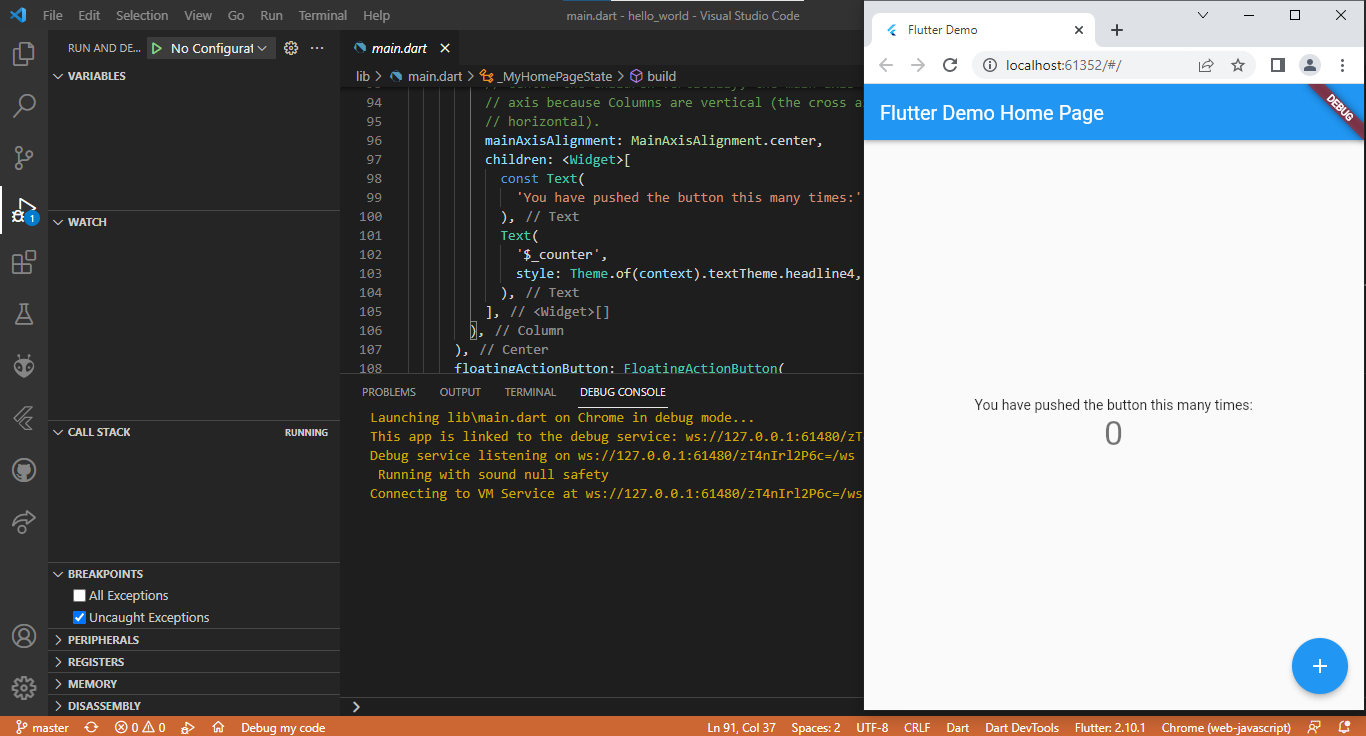 File Edit Selection View Go Run Terminal Help
main.dart - hello_world - Visual Studio Code
RUN AND DE... No Configurat
VARIABLES
WATCH
1
CALL STACK RUNNING
BREAKPOINTS
All Exceptions
Uncaught Exceptions
PERIPHERALS
REGISTERS
MEMORY
DISASSEMBLY
main.dart
lib > main.dart > _MyHomePageState > build
94 // axis because Columns are vertical (the cross a
95 // horizontal).
96 mainAxisAlignment: MainAxisAlignment.center,
97 children: <Widget>[
98 const Text(
99 'You have pushed the button this many times:'
100 ), // Text
101 Text(
102 '$_counter',
103 style: Theme.of(context).textTheme.headline4,
104 ), // Text
105 ], // <Widget>[]
106 ), // Column
107 ), // Center
108 floatingActionButton: FloatingActionButton(
PROBLEMS OUTPUT TERMINAL DEBUG CONSOLE
Launching lib\main.dart on Chrome in debug mode...
This app is linked to the debug service: ws://127.0.0.1:61480/zT
Debug service listening on ws://127.0.0.1:61480/zT4nIrl2P6c=/ws
Running with sound null safety
Connecting to VM Service at ws://127.0.0.1:61480/zT4nIrl2P6c=/ws
>
Flutter Demo
localhost:61352/#/
Flutter Demo Home Page
DEBUG
You have pushed the button this many times:
0
+
master 0 0 Debug my code Ln 91, Col 37 Spaces: 2 UTF-8 CRLF Dart Dart DevTools Flutter: 2.10.1 Chrome (web-javascript)